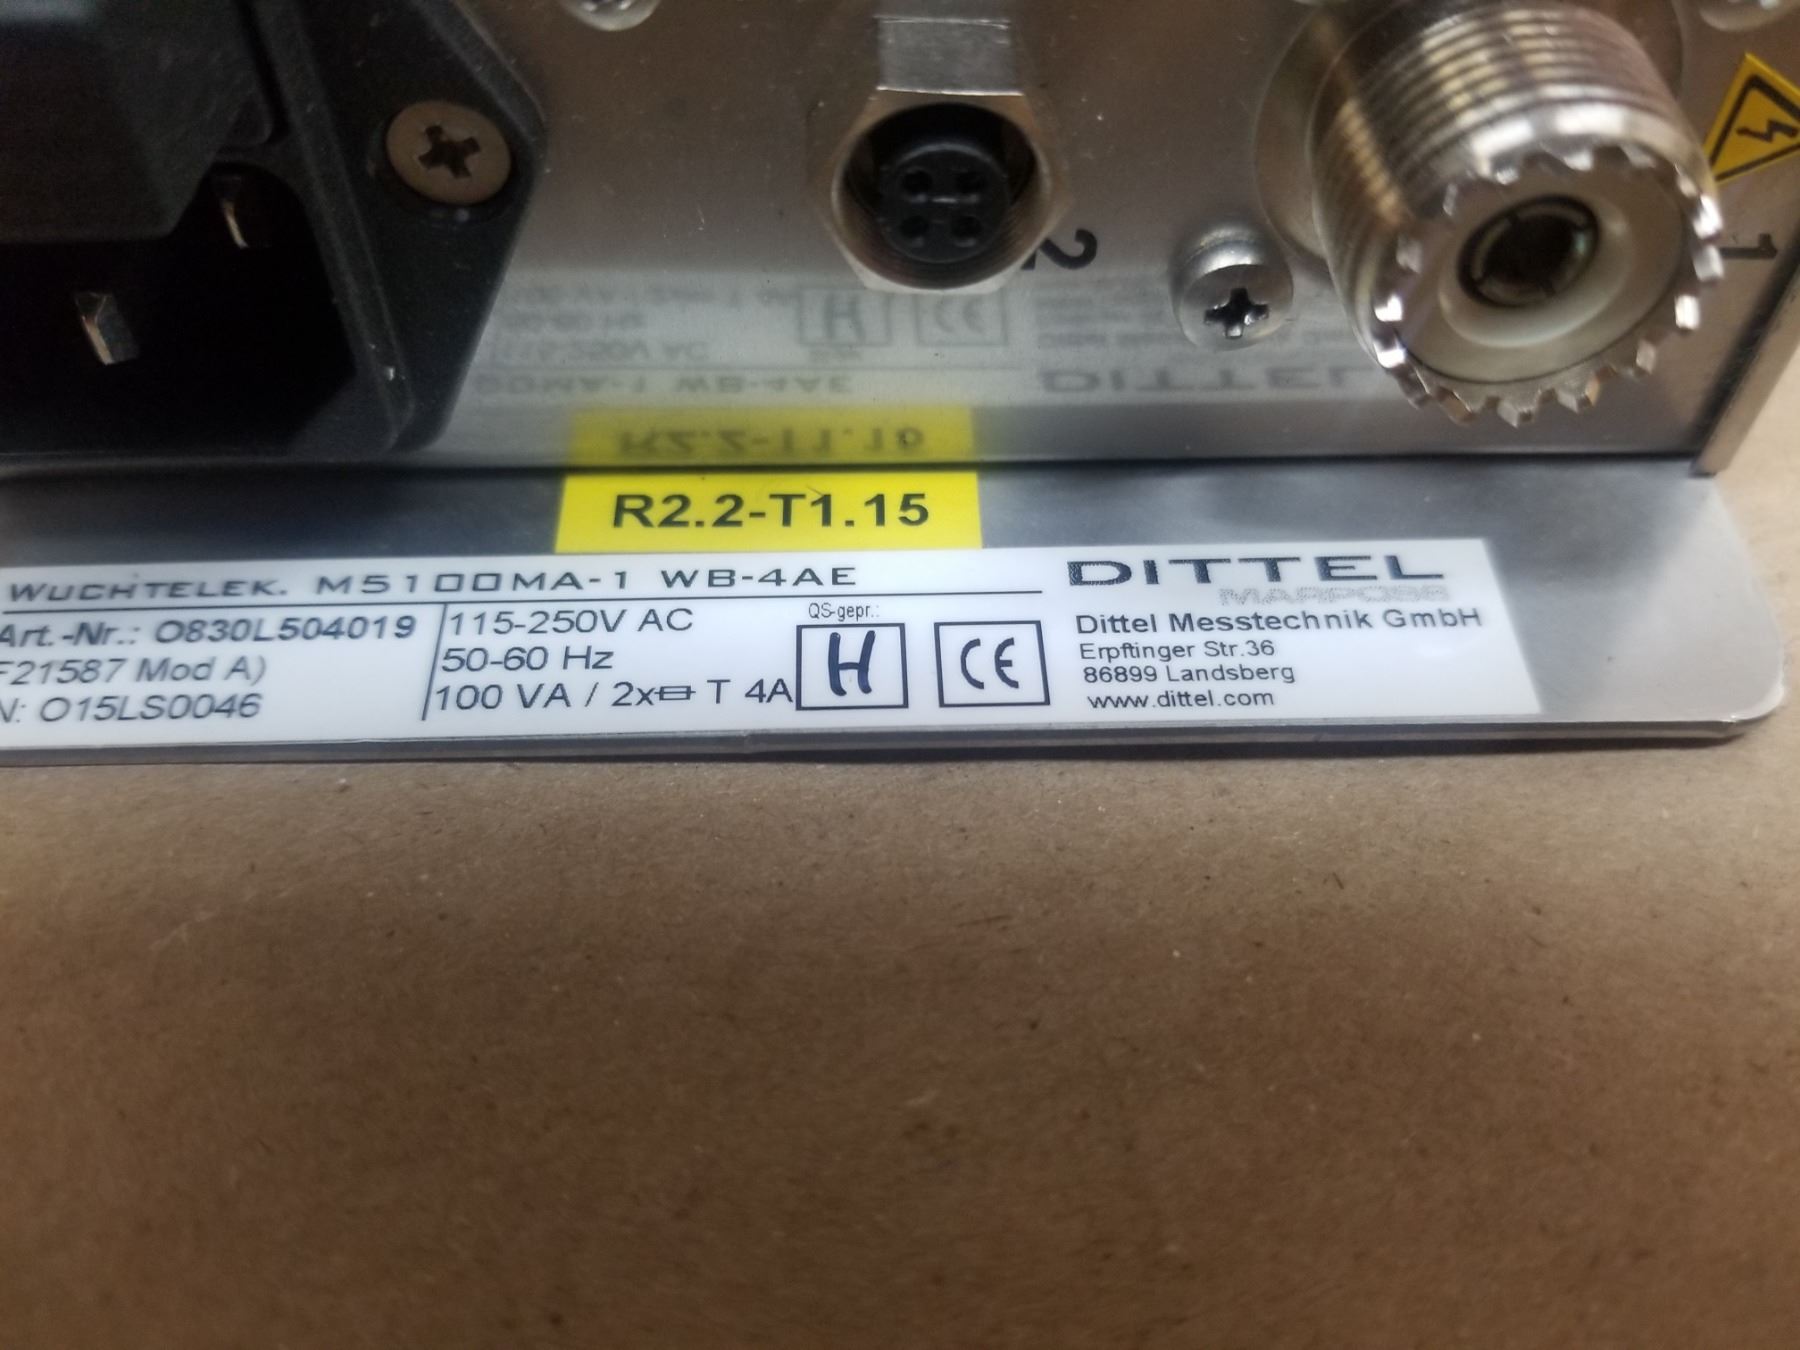 2
1
R2.2-T1.15
WUCHTELEK. M5100MA-1 WB-4AE
Art.-Nr.: O830L504019
F21587 Mod A)
N: O15LS0046
115-250V AC
50-60 Hz
100 VA / 2x T 4A
QS-gepr.:
H
CE
DITTEL
MARPOSS
Dittel Messtechnik GmbH
Erpftinger Str.36
86899 Landsberg
www.dittel.com